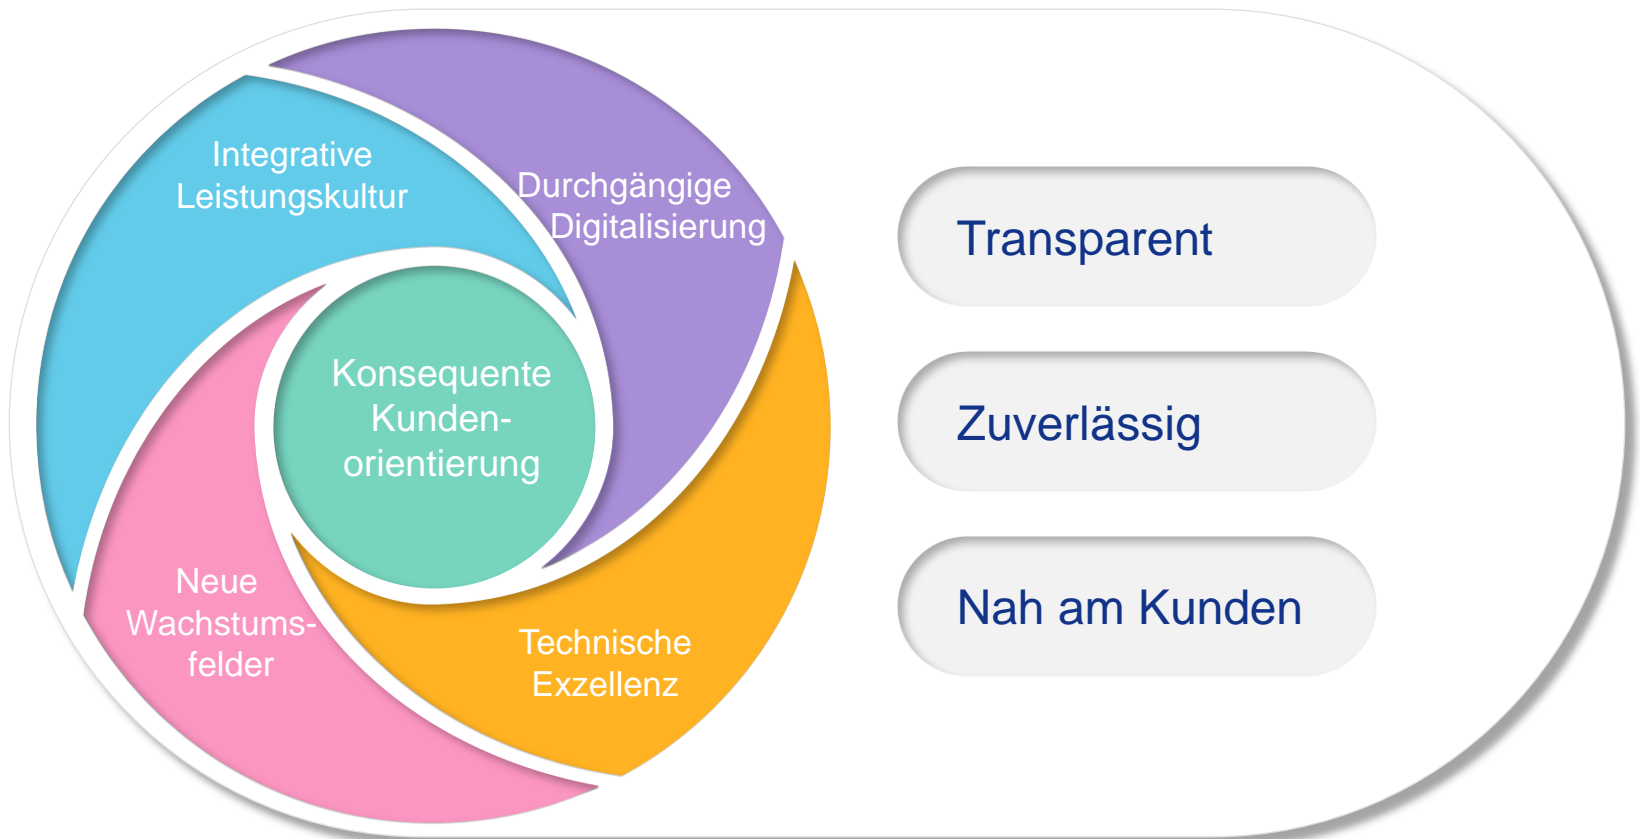 Integrative
Leistungskultur
Durchgängige
Digitalisierung
Konsequente
Kunden-
orientierung
Neue
Wachstums-
felder
Technische
Exzellenz
Transparent
Zuverlässig
Nah am Kunden